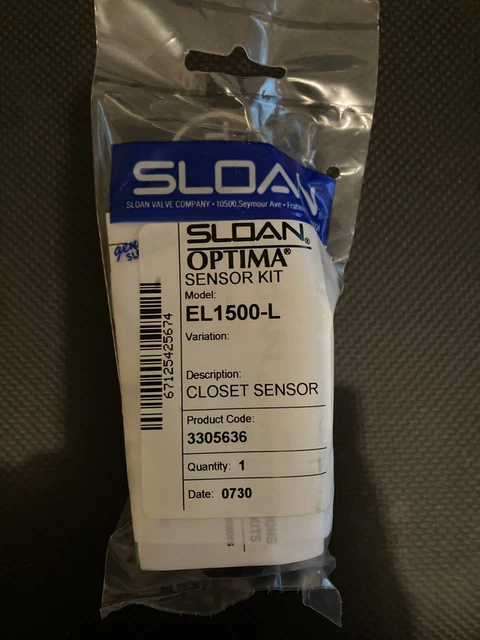 SLOAN
SLOAN VALVE COMPANY • 10500 Seymour Ave •
SLOAN®
OPTIMA®
SENSOR KIT
Model:
EL1500-L
Variation:
Description:
CLOSET SENSOR
Product Code:
3305636
Quantity: 1
Date: 0730
67125425674